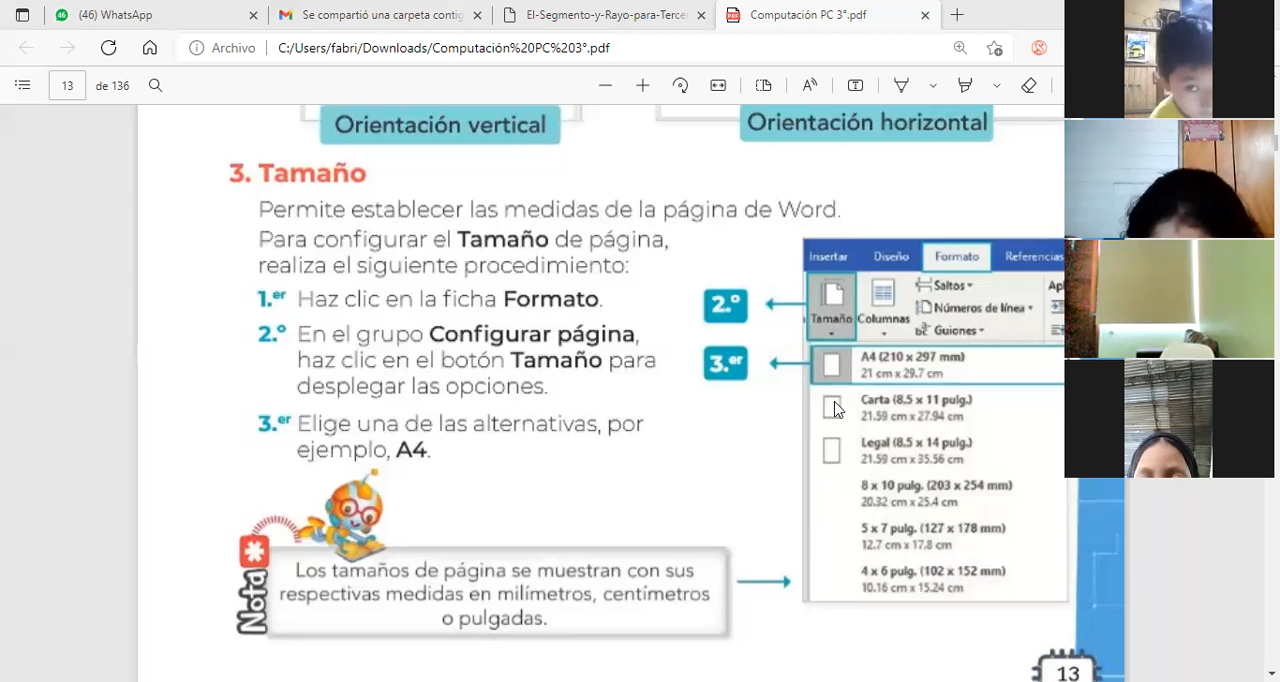 (46) WhatsApp
Se compartió una carpeta contig
El-Segmento-y-Rayo-para-Tercer
Computación PC 3°.pdf
Archivo
C:/Users/fabri/Downloads/Computación%20PC%203°.pdf
13
de 136
Orientación vertical
Orientación horizontal
3. Tamaño
Permite establecer las medidas de la página de Word.
Para configurar el Tamaño de página,
realiza el siguiente procedimiento:
1.er Haz clic en la ficha Formato.
2.º En el grupo Configurar página,
haz clic en el botón Tamaño para
desplegar las opciones.
3.er Elige una de las alternativas, por
ejemplo, A4.
Nota
Los tamaños de página se muestran con sus
respectivas medidas en milímetros, centímetros
o pulgadas.
2.º
3.er
Insertar Diseño Formato Referencias
Tamaño
Columnas
Saltos
Números de línea
Guiones
A4 (210 x 297 mm)
21 cm x 29.7 cm
Carta (8.5 x 11 pulg.)
21.59 cm x 27.94 cm
Legal (8.5 x 14 pulg.)
21.59 cm x 35.56 cm
8 x 10 pulg. (203 x 254 mm)
20.32 cm x 25.4 cm
5 x 7 pulg. (127 x 178 mm)
12.7 cm x 17.8 cm
4 x 6 pulg. (102 x 152 mm)
10.16 cm x 15.24 cm
13